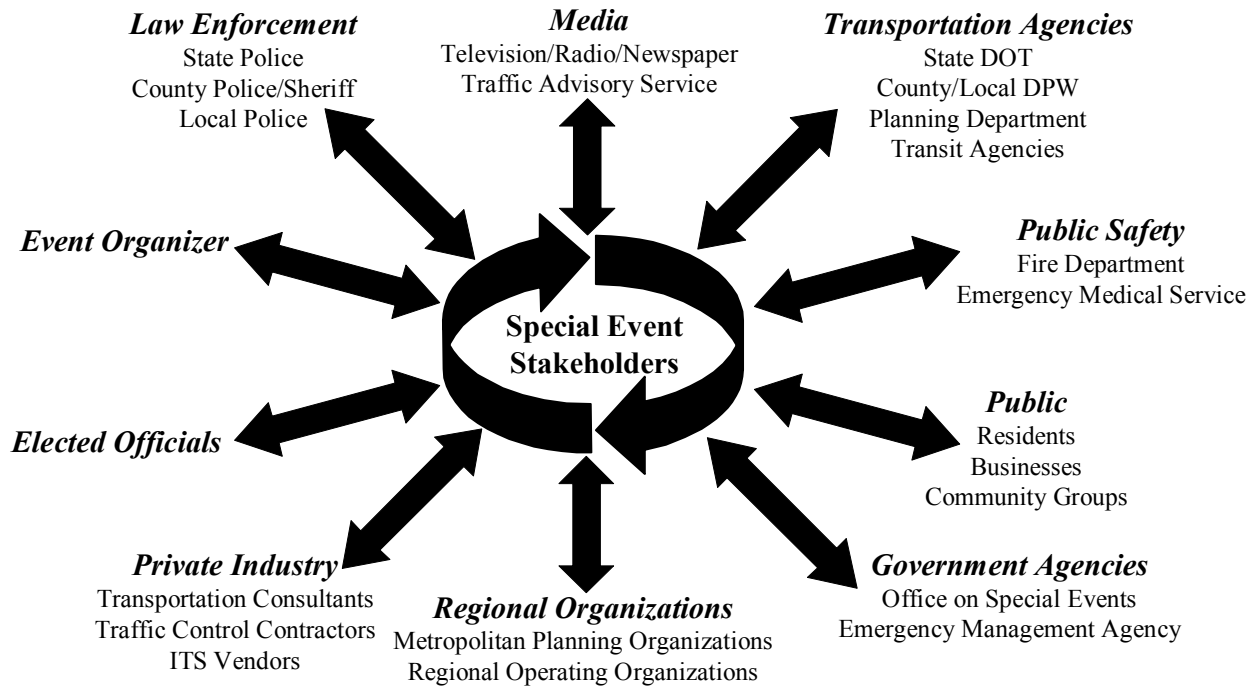 Law Enforcement
State Police
County Police/Sheriff
Local Police
Media
Television/Radio/Newspaper
Traffic Advisory Service
Transportation Agencies
State DOT
County/Local DPW
Planning Department
Transit Agencies
Event Organizer
Public Safety
Fire Department
Emergency Medical Service
Special Event
Stakeholders
Elected Officials
Public
Residents
Businesses
Community Groups
Private Industry
Transportation Consultants
Traffic Control Contractors
ITS Vendors
Regional Organizations
Metropolitan Planning Organizations
Regional Operating Organizations
Government Agencies
Office on Special Events
Emergency Management Agency